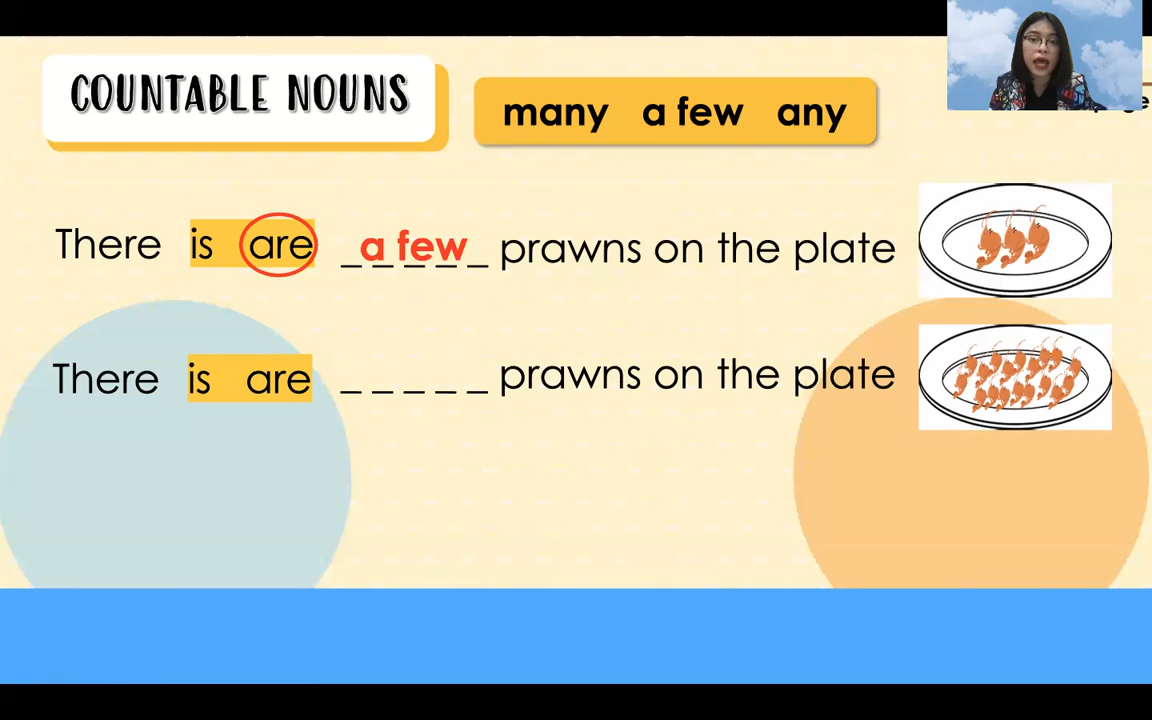 COUNTABLE NOUNS
many a few any
There is are a few prawns on the plate
There is are _ _ _ _ _ prawns on the plate